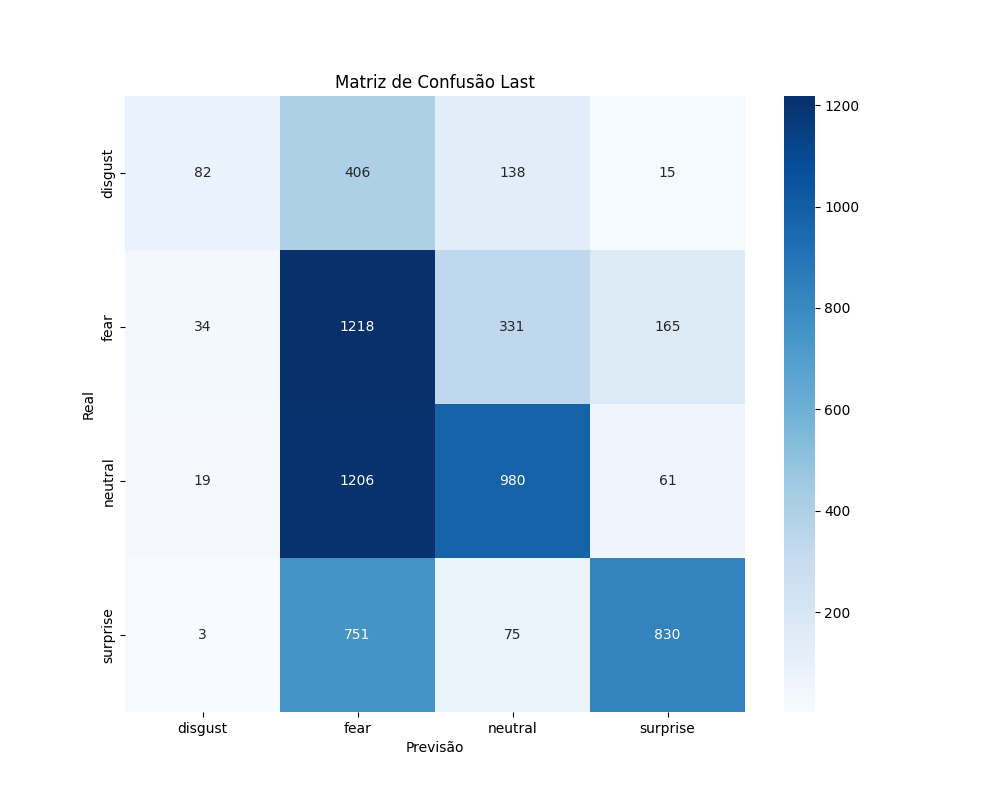 Matriz de Confusão Last
disgust 82 406 138 15
fear 34 1218 331 165
neutral 19 1206 980 61
surprise 3 751 75 830
disgust fear neutral surprise
Previsão
Real
1200
1000
800
600
400
200